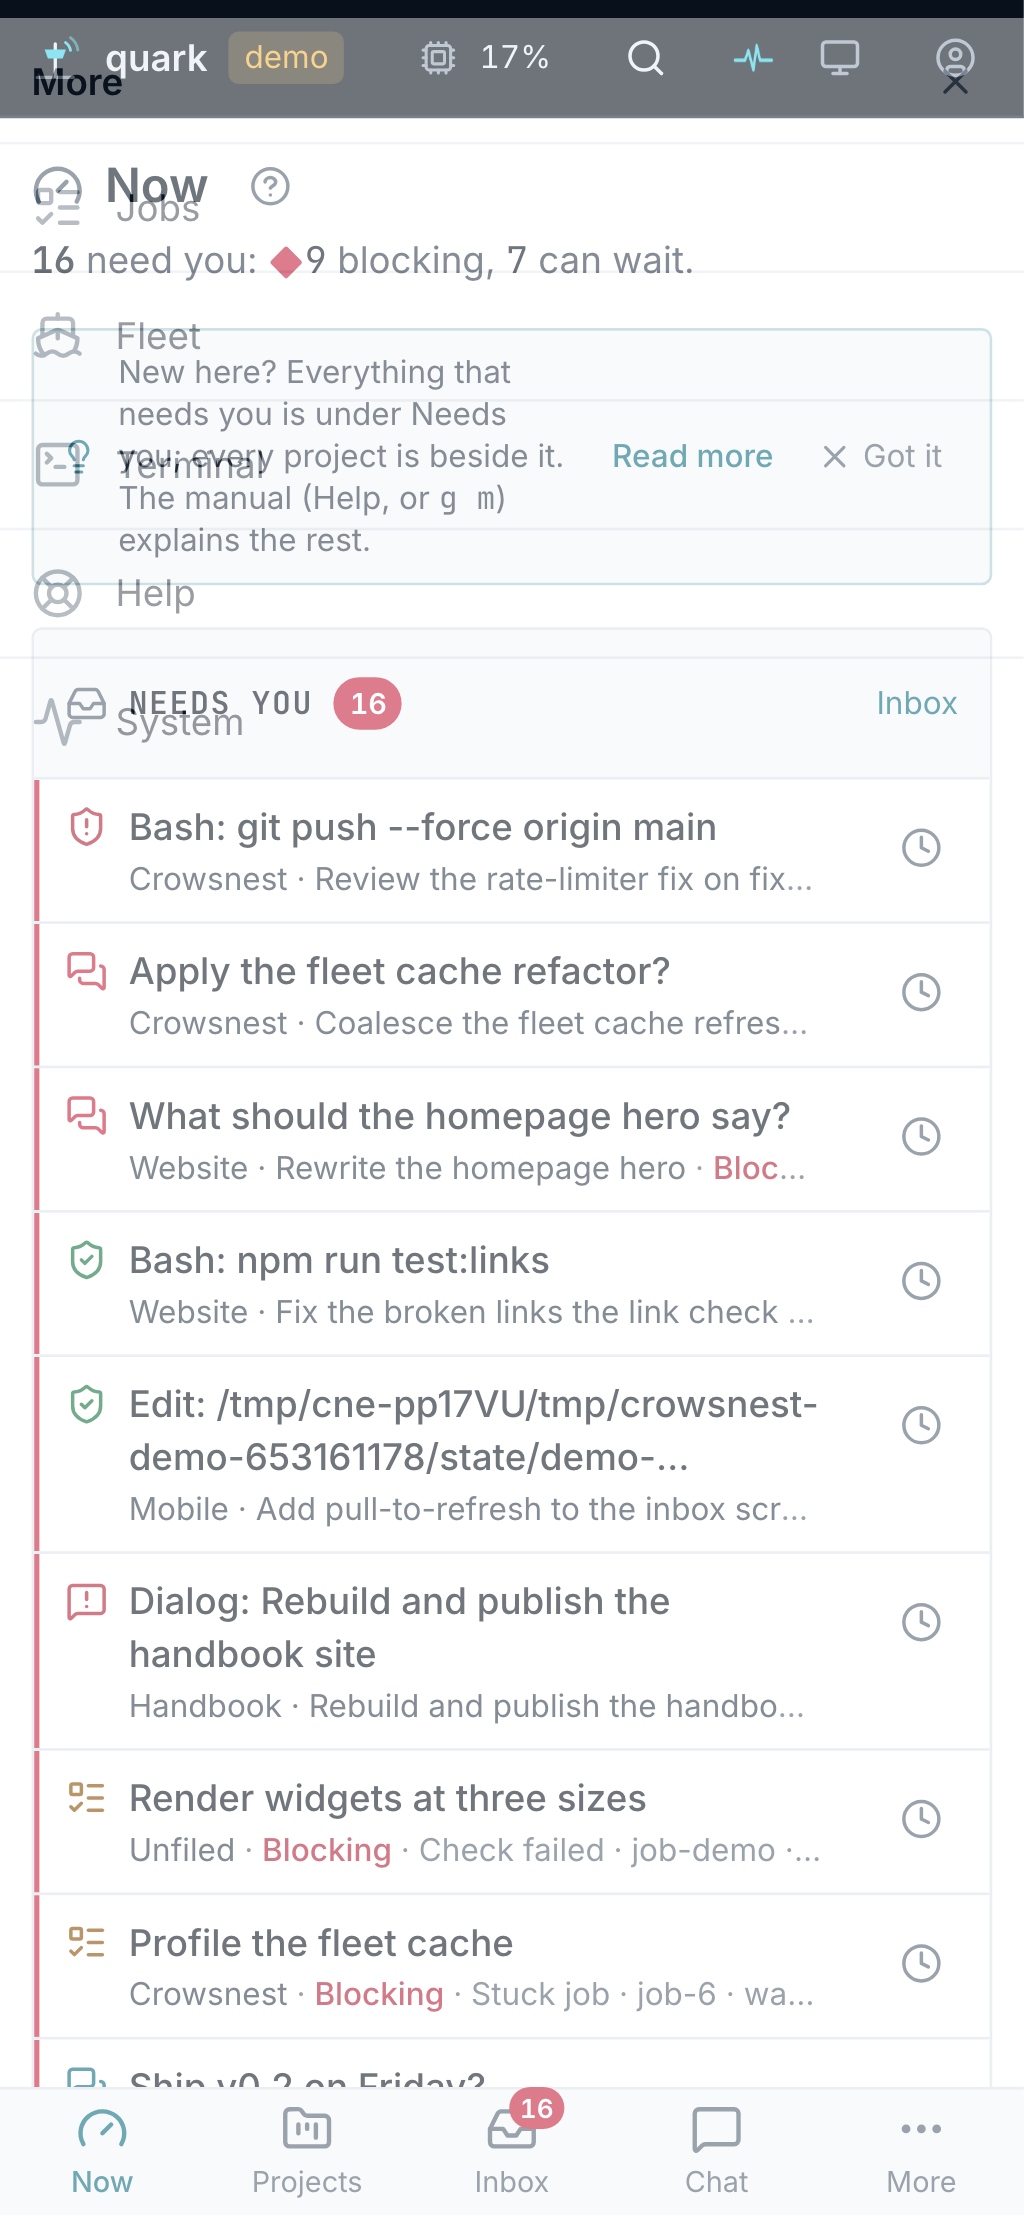 quark demo 17%
More
Now
Jobs
16 need you: 9 blocking, 7 can wait.
Fleet
New here? Everything that
needs you is under Needs
you; every project is beside it.
Terminal
Read more
Got it
The manual (Help, or g m)
explains the rest.
Help
NEEDS YOU 16
Inbox
System
Bash: git push --force origin main
Crowsnest · Review the rate-limiter fix on fix...
Apply the fleet cache refactor?
Crowsnest · Coalesce the fleet cache refres...
What should the homepage hero say?
Website · Rewrite the homepage hero · Bloc...
Bash: npm run test:links
Website · Fix the broken links the link check ...
Edit: /tmp/cne-pp17VU/tmp/crowsnest-
demo-653161178/state/demo-...
Mobile · Add pull-to-refresh to the inbox scr...
Dialog: Rebuild and publish the
handbook site
Handbook · Rebuild and publish the handbo...
Render widgets at three sizes
Unfiled · Blocking · Check failed · job-demo ·...
Profile the fleet cache
Crowsnest · Blocking · Stuck job · job-6 · wa...
Ship v0.2 on Friday?
16
Now
Projects
Inbox
Chat
More